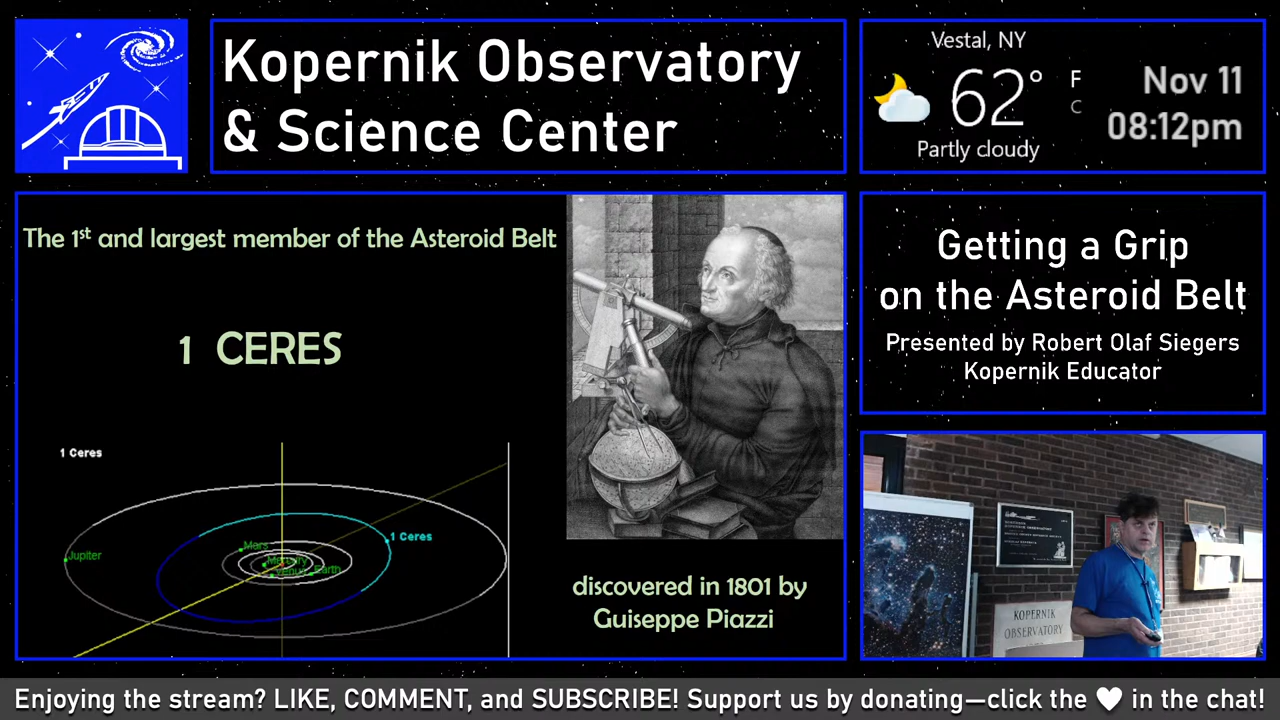 Kopernik Observatory
& Science Center
Vestal, NY
62° F
C
Partly cloudy
Nov 11
08:12pm
The 1st and largest member of the Asteroid Belt
1 CERES
1 Ceres
Jupiter
Mars
Mercury
Venus
Earth
1 Ceres
discovered in 1801 by
Guiseppe Piazzi
Getting a Grip
on the Asteroid Belt
Presented by Robert Olaf Siegers
Kopernik Educator
KOPERNIK
OBSERVATORY
Enjoying the stream? LIKE, COMMENT, and SUBSCRIBE! Support us by donating—click the ♥ in the chat!